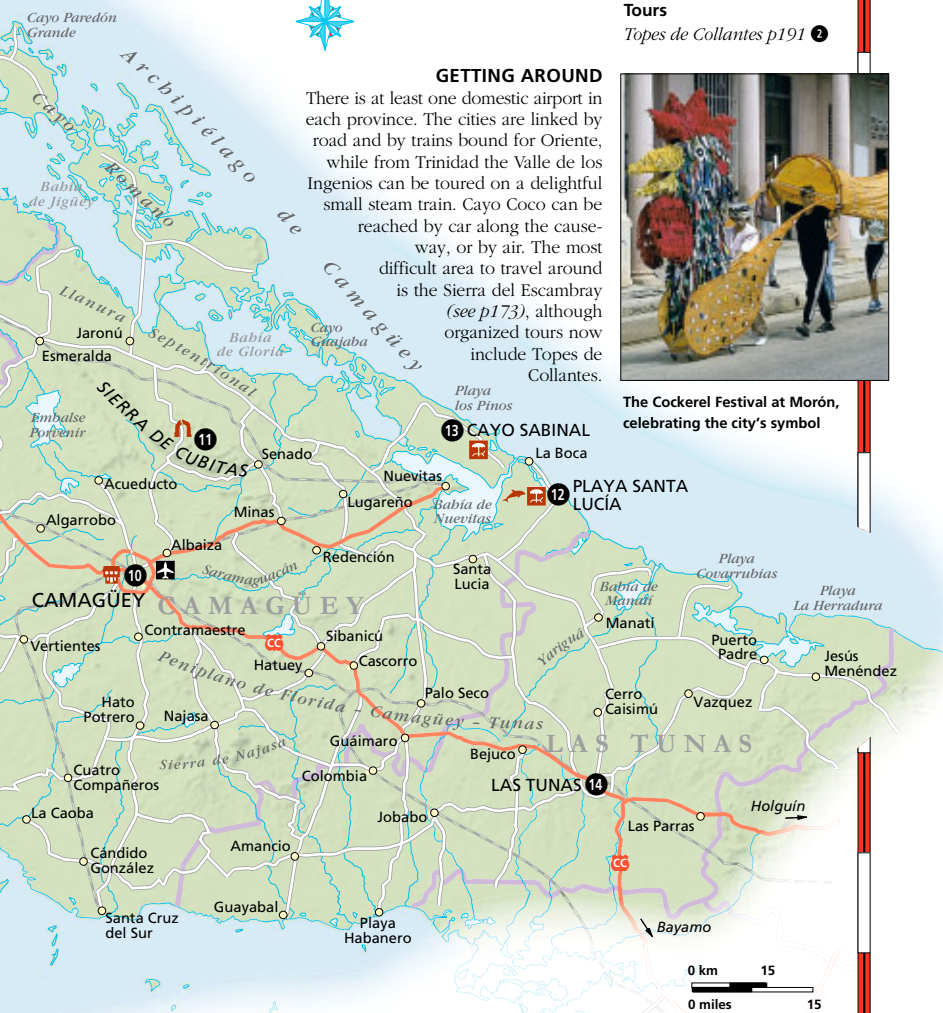 Tours
Topes de Collantes p191 2
GETTING AROUND
There is at least one domestic airport in
each province. The cities are linked by
road and by trains bound for Oriente,
while from Trinidad the Valle de los
Ingenios can be toured on a delightful
small steam train. Cayo Coco can be
reached by car along the cause-
way, or by air. The most
difficult area to travel around
is the Sierra del Escambray
(see p173), although
organized tours now
include Topes de
Collantes.
The Cockerel Festival at Morón,
celebrating the city's symbol
Cayo Paredón
Grande
Archipiélago de Camagüey
Cayo Romano
Bahía
de Jigüey
Llanura Septentrional
Jaronú
Esmeralda
Bahía
de Gloria
Cayo
Guajaba
Playa
los Pinos
SIERRA DE CUBITAS
11
Embalse
Porvenir
13 CAYO SABINAL
La Boca
Senado
Nuevitas
Acueducto
Lugareño
Bahía de
Nuevitas
12 PLAYA SANTA
LUCÍA
Algarrobo
Minas
Albaiza
Redención
Santa
Lucia
Saramaguacán
10
CAMAGÜEY
CAMAGÜEY
Playa
Covarrubias
Bahía de
Manatí
Playa
La Herradura
Manatí
Contramaestre
CC
Sibanicú
Vertientes
Hatuey
Cascorro
Yariguá
Puerto
Padre
Jesús
Menéndez
Peniplano de Florida – Camagüey – Tunas
Palo Seco
Cerro
Caisimú
Vazquez
Hato
Potrero
Najasa
Guáimaro
Sierra de Najasa
LAS TUNAS
Bejuco
Colombia
Cuatro
Compañeros
LAS TUNAS 14
La Caoba
Jobabo
Las Parras
Holguín
Amancio
Cándido
González
CC
Guayabal
Santa Cruz
del Sur
Playa
Habanero
Bayamo
0 km 15
0 miles 15